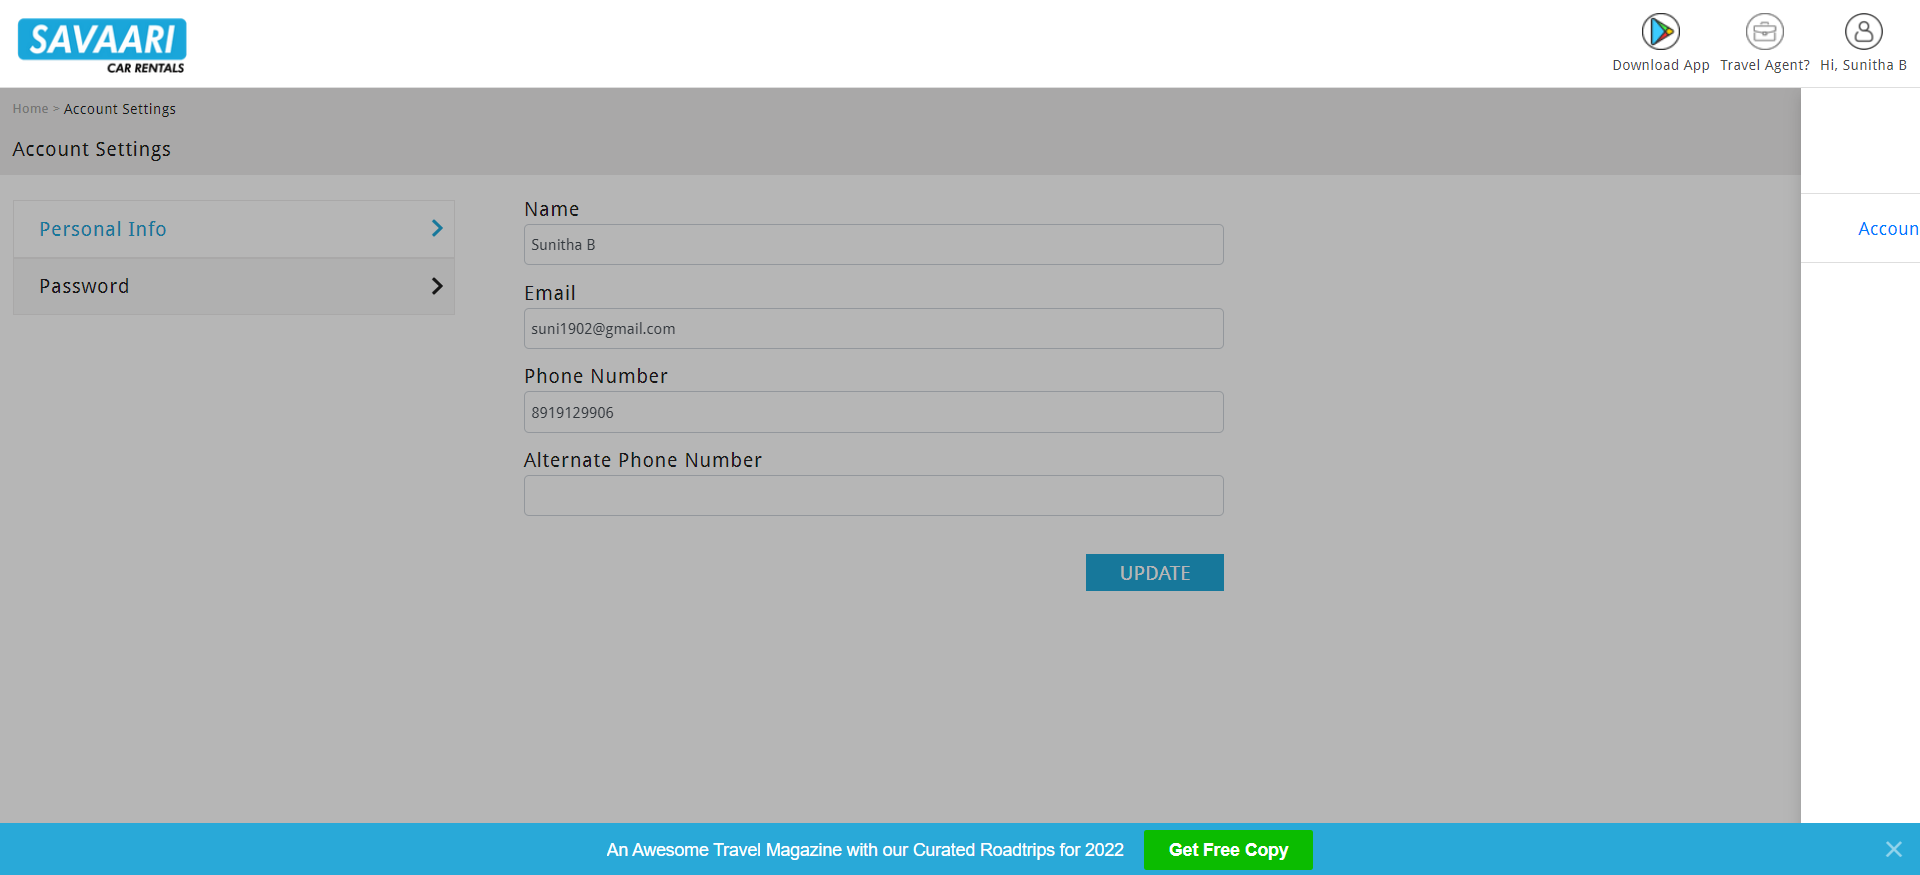 SAVAARI
CAR RENTALS
Download App
Travel Agent?
Hi, Sunitha B
Home > Account Settings
Account Settings
Personal Info
Password
Name
Sunitha B
Email
suni1902@gmail.com
Phone Number
8919129906
Alternate Phone Number
UPDATE
Accoun
An Awesome Travel Magazine with our Curated Roadtrips for 2022
Get Free Copy